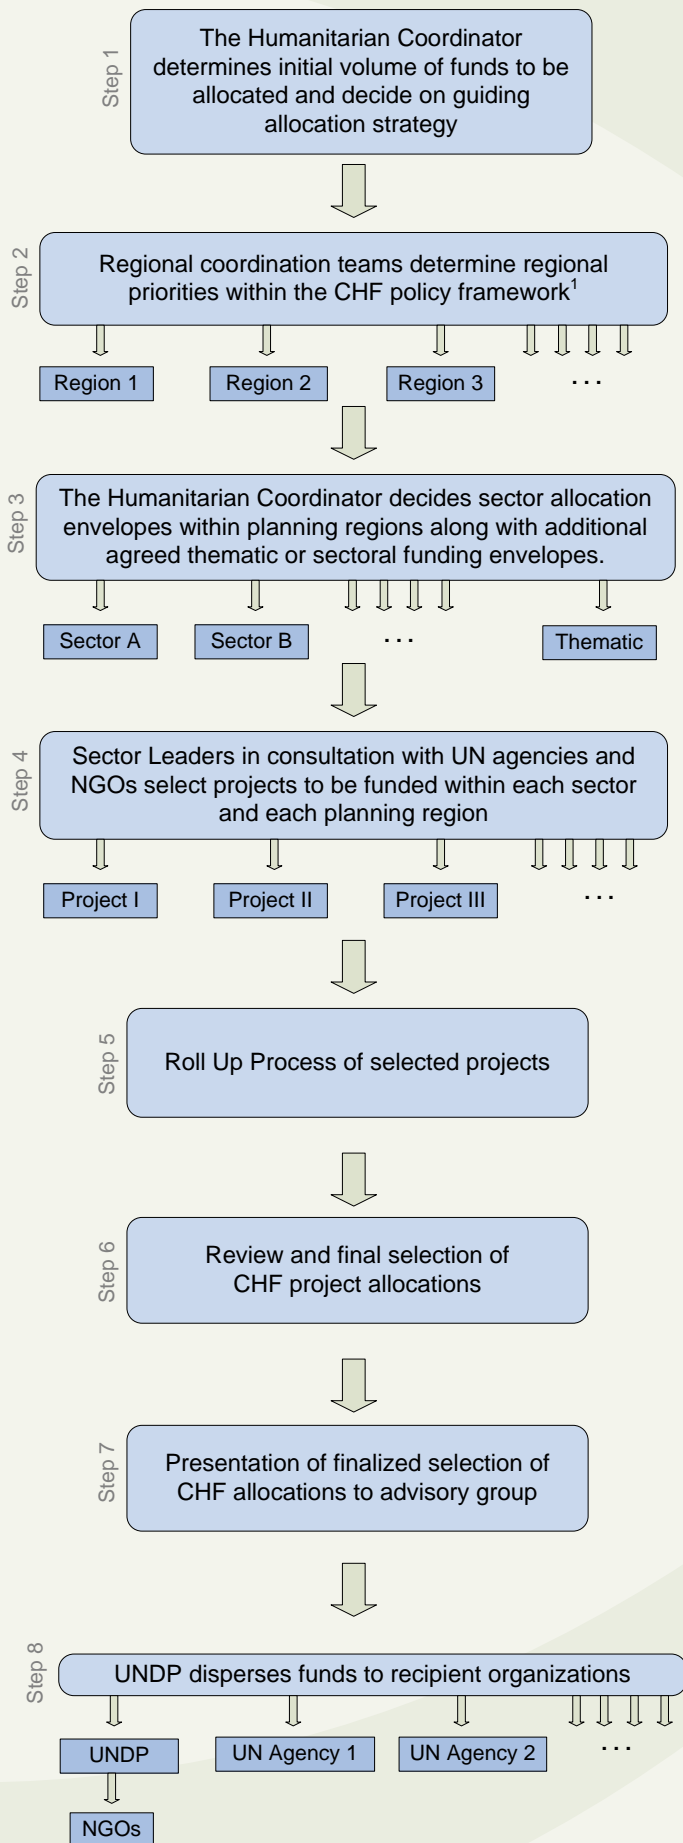 Step 1
The Humanitarian Coordinator
determines initial volume of funds to be
allocated and decide on guiding
allocation strategy
Step 2
Regional coordination teams determine regional
priorities within the CHF policy framework¹
Region 1
Region 2
Region 3
...
Step 3
The Humanitarian Coordinator decides sector allocation
envelopes within planning regions along with additional
agreed thematic or sectoral funding envelopes.
Sector A
Sector B
...
Thematic
Step 4
Sector Leaders in consultation with UN agencies and
NGOs select projects to be funded within each sector
and each planning region
Project I
Project II
Project III
...
Step 5
Roll Up Process of selected projects
Step 6
Review and final selection of
CHF project allocations
Step 7
Presentation of finalized selection of
CHF allocations to advisory group
Step 8
UNDP disperses funds to recipient organizations
UNDP
UN Agency 1
UN Agency 2
...
NGOs